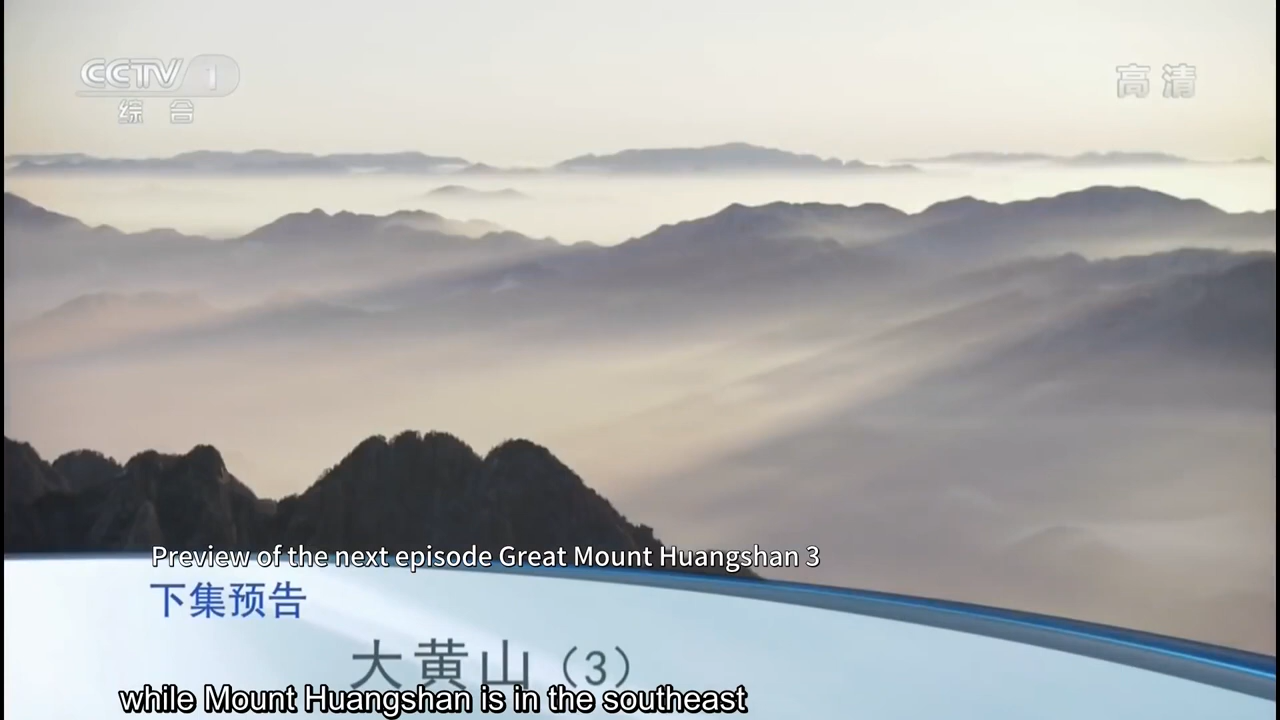 CCTV 1
综合
高清
Preview of the next episode Great Mount Huangshan 3
下集预告
大黄山（3）
while Mount Huangshan is in the southeast